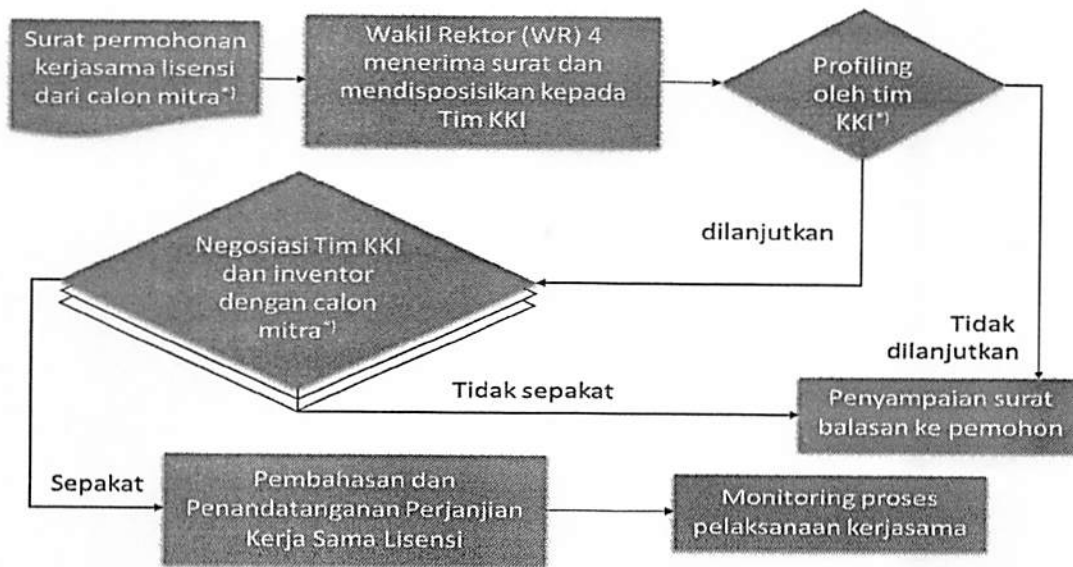 Surat permohonan
kerjasama lisensi
dari calon mitra*)
Wakil Rektor (WR) 4
menerima surat dan
mendisposisikan kepada
Tim KKI
Profiling
oleh tim
KKI*)
dilanjutkan
Tidak
dilanjutkan
Negosiasi Tim KKI
dan inventor
dengan calon
mitra*)
Tidak sepakat
Penyampaian surat
balasan ke pemohon
Sepakat
Pembahasan dan
Penandatanganan Perjanjian
Kerja Sama Lisensi
Monitoring proses
pelaksanaan kerjasama